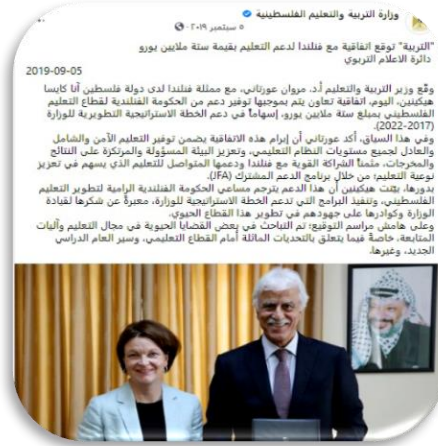 وزارة التربية والتعليم الفلسطينية
٥ سبتمبر ٢٠١٩ ·
"التربية" توقع اتفاقية مع فنلندا لدعم التعليم بقيمة ستة ملايين يورو
دائرة الاعلام التربوي
2019-09-05
وقّع وزير التربية والتعليم أ.د. مروان عورتاني، مع ممثلة فنلندا لدى دولة فلسطين آنا كايسا
هيكينين، اليوم، اتفاقية تعاون يتم بموجبها توفير دعم من الحكومة الفنلندية لقطاع التعليم
الفلسطيني بمبلغ ستة ملايين يورو، إسهاماً في دعم الخطة الاستراتيجية التطويرية للوزارة
(2017-2022).
وفي هذا السياق، أكد عورتاني أن إبرام هذه الاتفاقية يضمن توفير التعليم الآمن والشامل
والعادل لجميع مستويات النظام التعليمي، وتعزيز البيئة المسؤولة والمرتكزة على النتائج
والمخرجات، مثمناً الشراكة القوية مع فنلندا ودعمها المتواصل للتعليم الذي يسهم في تعزيز
نوعية التعليم؛ من خلال برنامج الدعم المشترك (JFA).
بدورها، بيّنت هيكينين أن هذا الدعم يترجم مساعي الحكومة الفنلندية الرامية لتطوير التعليم
الفلسطيني، وتنفيذ البرامج التي تدعم الخطة الاستراتيجية للوزارة، معبرةً عن شكرها لقيادة
الوزارة وكوادرها على جهودهم في تطوير هذا القطاع الحيوي.
وعلى هامش مراسم التوقيع؛ تم التباحث في بعض القضايا الحيوية في مجال التعليم وآليات
المتابعة، خاصةً فيما يتعلق بالتحديات الماثلة أمام القطاع التعليمي، وسير العام الدراسي
الجديد، وغيرها.